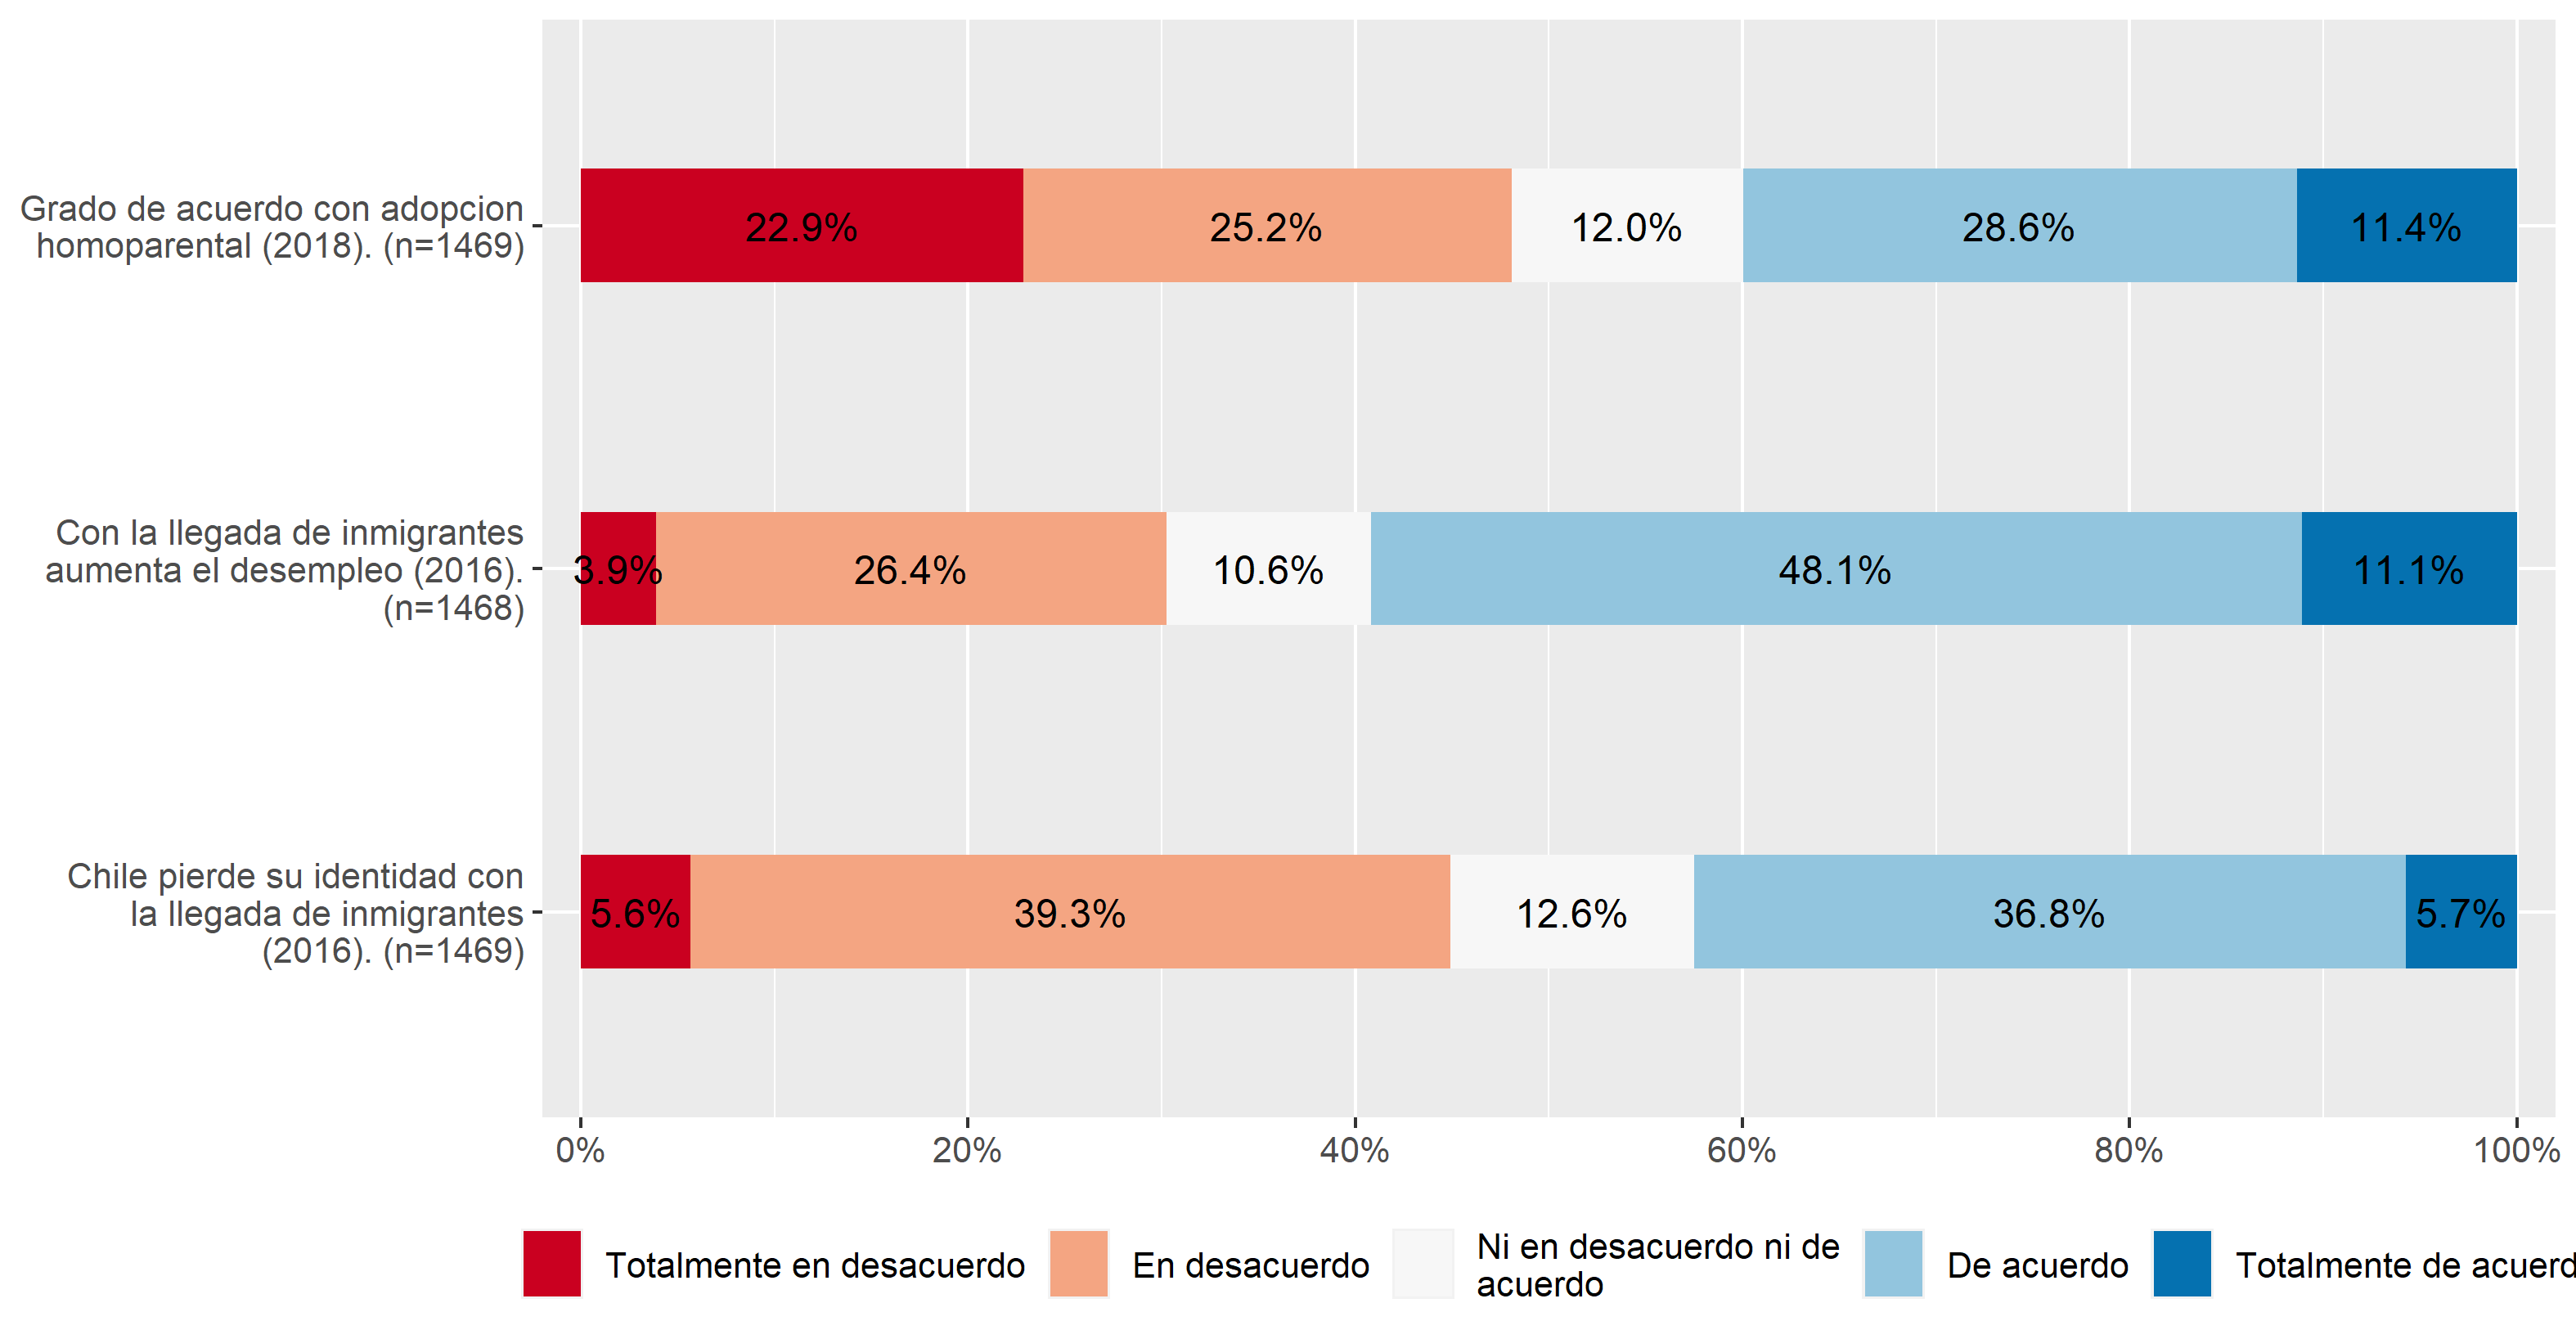 Grado de acuerdo con adopcion
homoparental (2018). (n=1469)
22.9%
25.2%
12.0%
28.6%
11.4%
Con la llegada de inmigrantes
aumenta el desempleo (2016).
(n=1468)
3.9%
26.4%
10.6%
48.1%
11.1%
Chile pierde su identidad con
la llegada de inmigrantes
(2016). (n=1469)
5.6%
39.3%
12.6%
36.8%
5.7%
0%
20%
40%
60%
80%
100%
Totalmente en desacuerdo
En desacuerdo
Ni en desacuerdo ni de
acuerdo
De acuerdo
Totalmente de acuerd